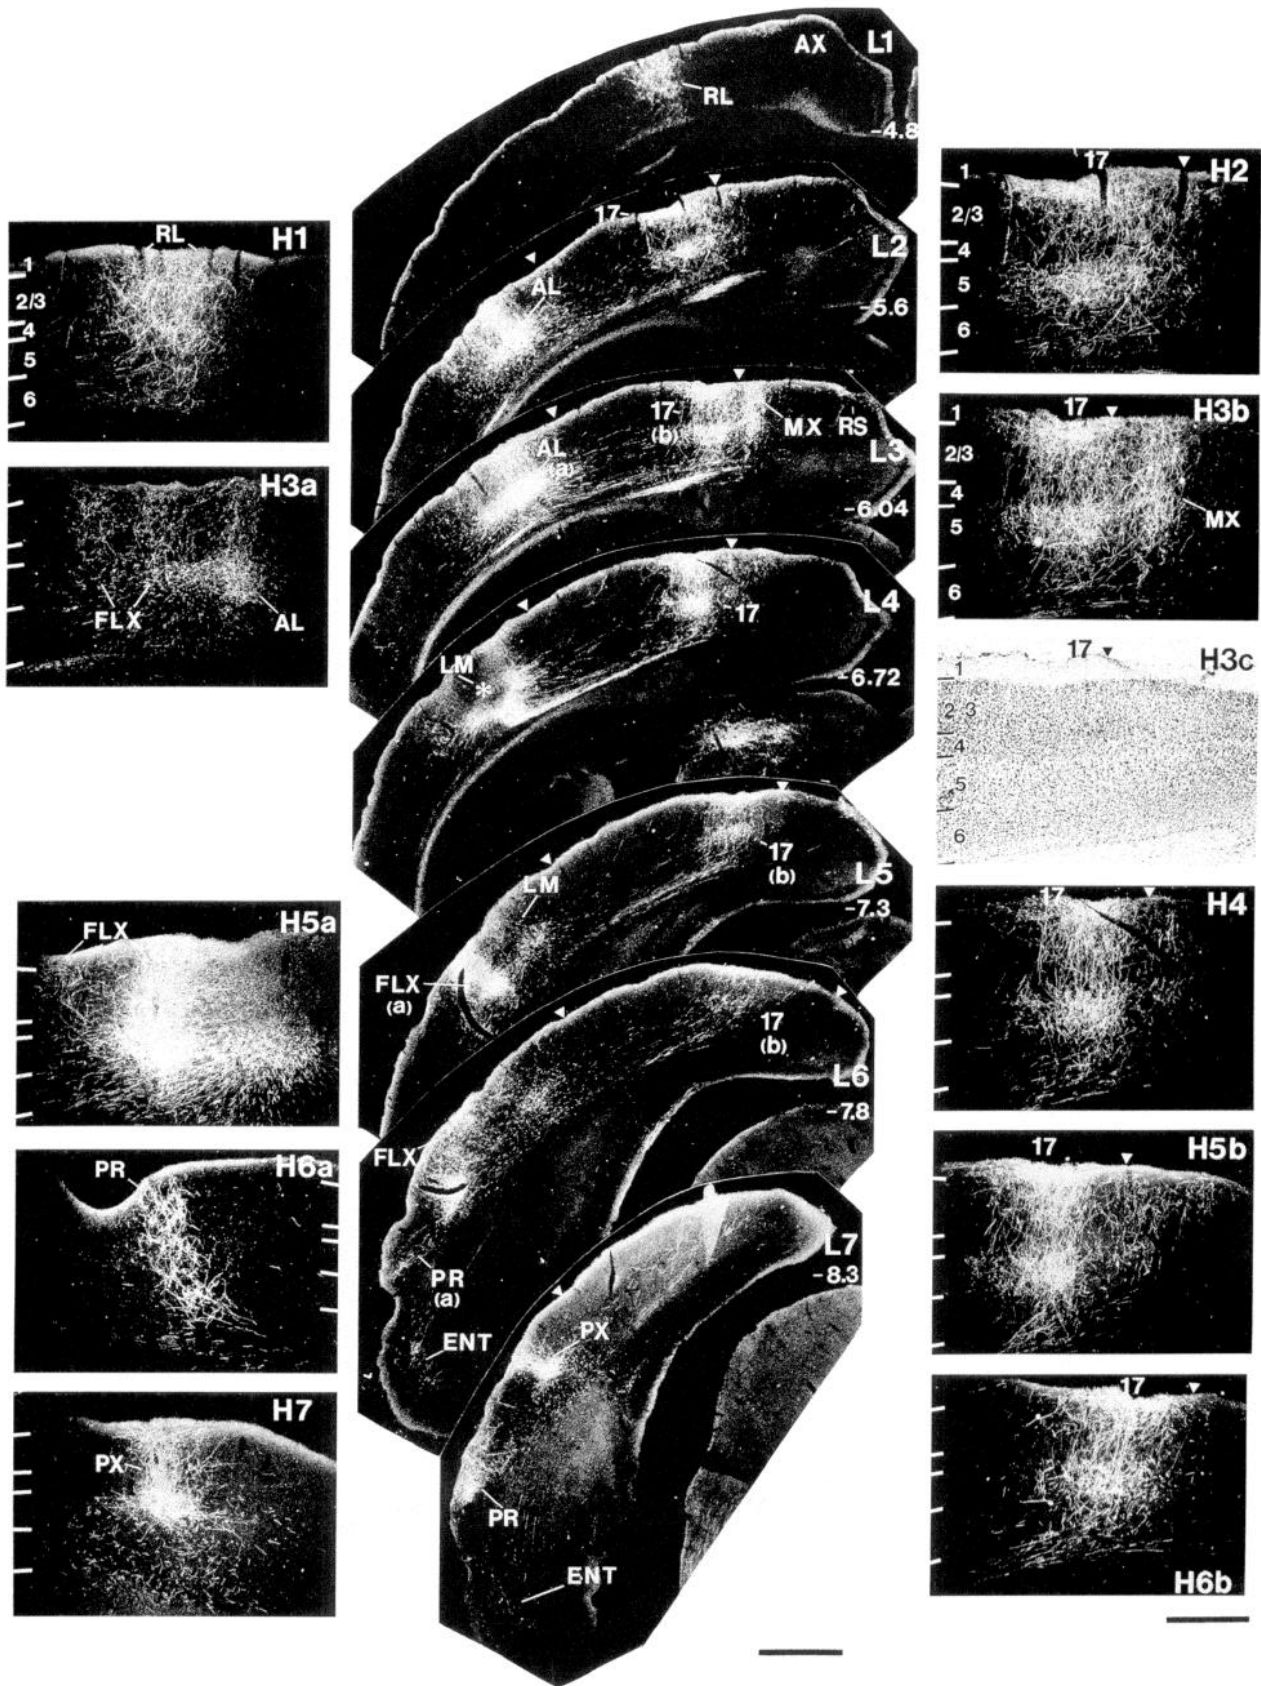 AX
L1
RL
-4.8
17
L2
AL
-5.6
17
(b)
MX
RS
L3
AL
(a)
-6.04
L4
17
LM
*
-6.72
17
(b)
L5
LM
-7.3
FLX
(a)
17
(b)
L6
-7.8
FLX
PR
(a)
ENT
L7
-8.3
PX
PR
ENT
RL
H1
1
2/3
4
5
6
H3a
FLX
AL
H5a
FLX
PR
H6a
H7
PX
17
H2
1
2/3
4
5
6
17
H3b
1
2/3
4
5
6
MX
H3c
17
1
2 3
4
5
6
17
H4
17
H5b
17
H6b